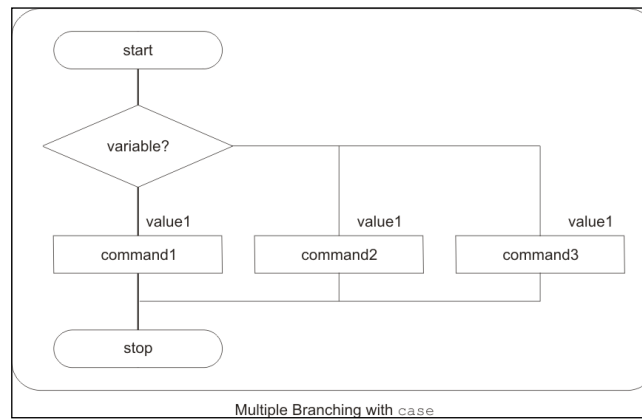 start
variable?
value1
value1
value1
command1
command2
command3
stop
Multiple Branching with case